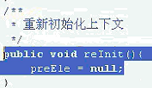 /**
* 重新初始化上下文
*/
public void reInit(){
preEle = null;